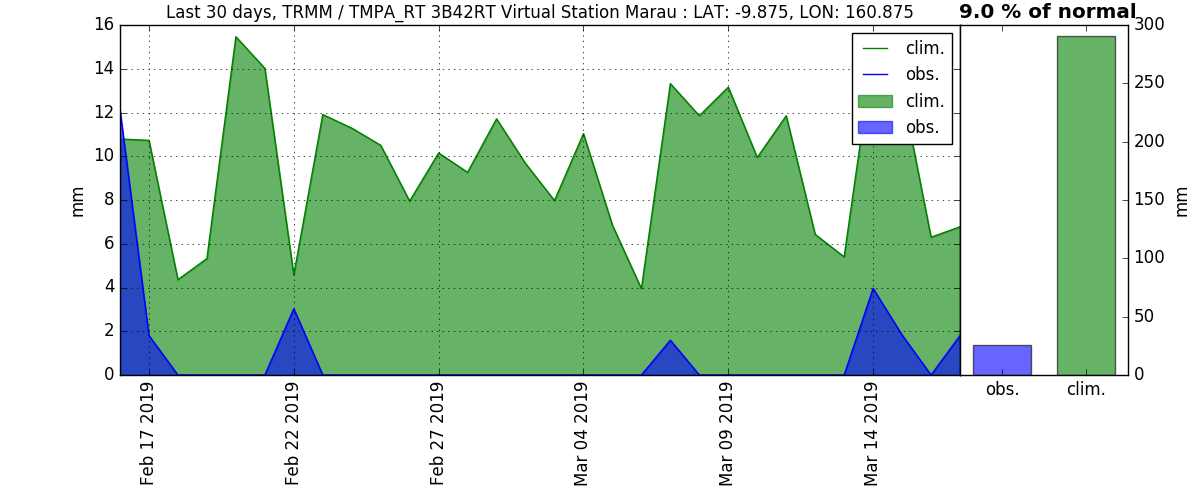 Last 30 days, TRMM / TMPA_RT 3B42RT Virtual Station Marau : LAT: -9.875, LON: 160.875
9.0 % of normal
16
14
12
10
8
6
4
2
0
mm
clim.
obs.
clim.
obs.
Feb 17 2019
Feb 22 2019
Feb 27 2019
Mar 04 2019
Mar 09 2019
Mar 14 2019
300
250
200
150
100
50
0
mm
obs.
clim.